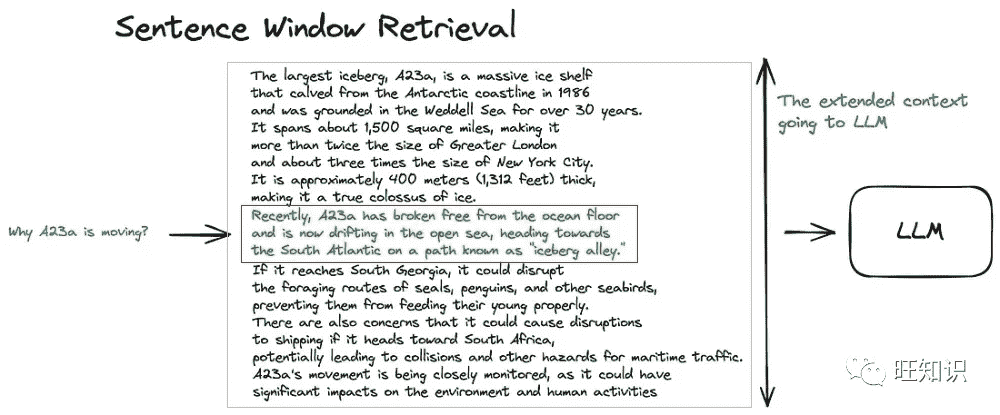 Sentence Window Retrieval
The largest iceberg, A23a, is a massive ice shelf
that calved from the Antarctic coastline in 1986
and was grounded in the Weddell Sea for over 30 years.
It spans about 1,500 square miles, making it
more than twice the size of Greater London
and about three times the size of New York City.
It is approximately 400 meters (1,312 feet) thick,
making it a true colossus of ice.
Recently, A23a has broken free from the ocean floor
and is now drifting in the open sea, heading towards
the South Atlantic on a path known as "iceberg alley."
If it reaches South Georgia, it could disrupt
the foraging routes of seals, penguins, and other seabirds,
preventing them from feeding their young properly.
There are also concerns that it could cause disruptions
to shipping if it heads toward South Africa,
potentially leading to collisions and other hazards for maritime traffic.
A23a's movement is being closely monitored, as it could have
significant impacts on the environment and human activities
Why A23a is moving?
The extended context
going to LLM
LLM
旺知识